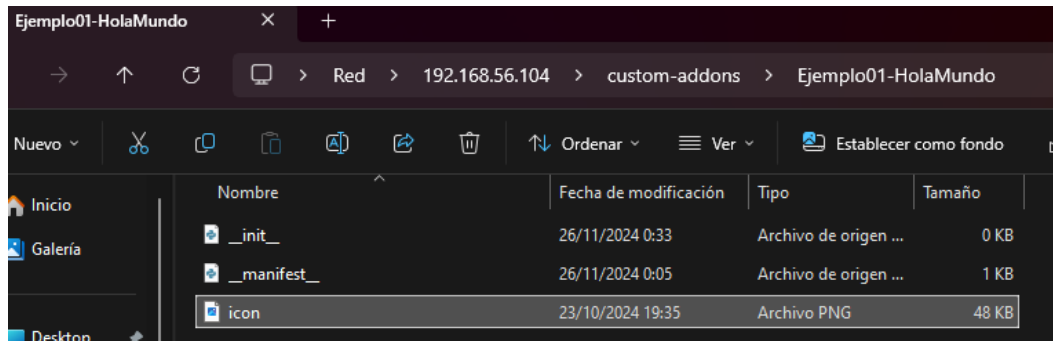 Ejemplo01-HolaMundo
Red > 192.168.56.104 > custom-addons > Ejemplo01-HolaMundo
Nuevo Ordenar Ver Establecer como fondo
Nombre Fecha de modificación Tipo Tamaño
Inicio
__init__ 26/11/2024 0:33 Archivo de origen ... 0 KB
Galería
__manifest__ 26/11/2024 0:05 Archivo de origen ... 1 KB
icon 23/10/2024 19:35 Archivo PNG 48 KB
Desktop